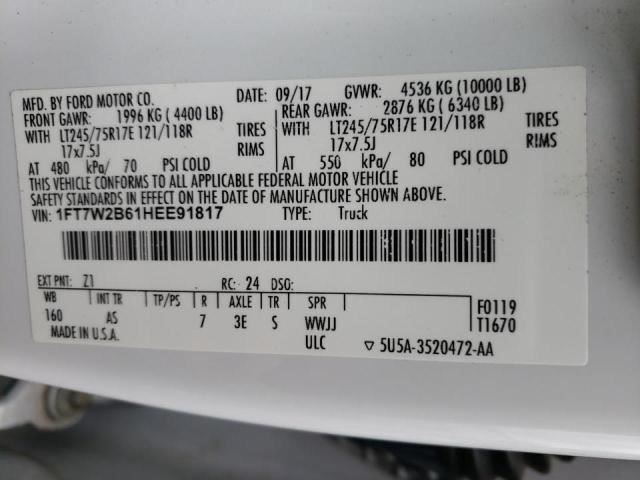 MFD. BY FORD MOTOR CO. DATE: 09/17 GVWR: 4536 KG (10000 LB)
FRONT GAWR: 1996 KG ( 4400 LB) REAR GAWR: 2876 KG ( 6340 LB)
WITH LT245/75R17E 121/118R TIRES WITH LT245/75R17E 121/118R TIRES
17x7.5J RIMS 17x7.5J RIMS
AT 480 kPa/ 70 PSI COLD AT 550 kPa/ 80 PSI COLD
THIS VEHICLE CONFORMS TO ALL APPLICABLE FEDERAL MOTOR VEHICLE
SAFETY STANDARDS IN EFFECT ON THE DATE OF MANUFACTURE SHOWN ABOVE.
VIN: 1FT7W2B61HEE91817 TYPE: Truck
EXT PNT: Z1 RC: 24 DSO:
WB INT TR TP/PS R AXLE TR SPR F0119
160 AS 7 3E S WWJJ T1670
MADE IN U.S.A. ULC ▽ 5U5A-3520472-AA